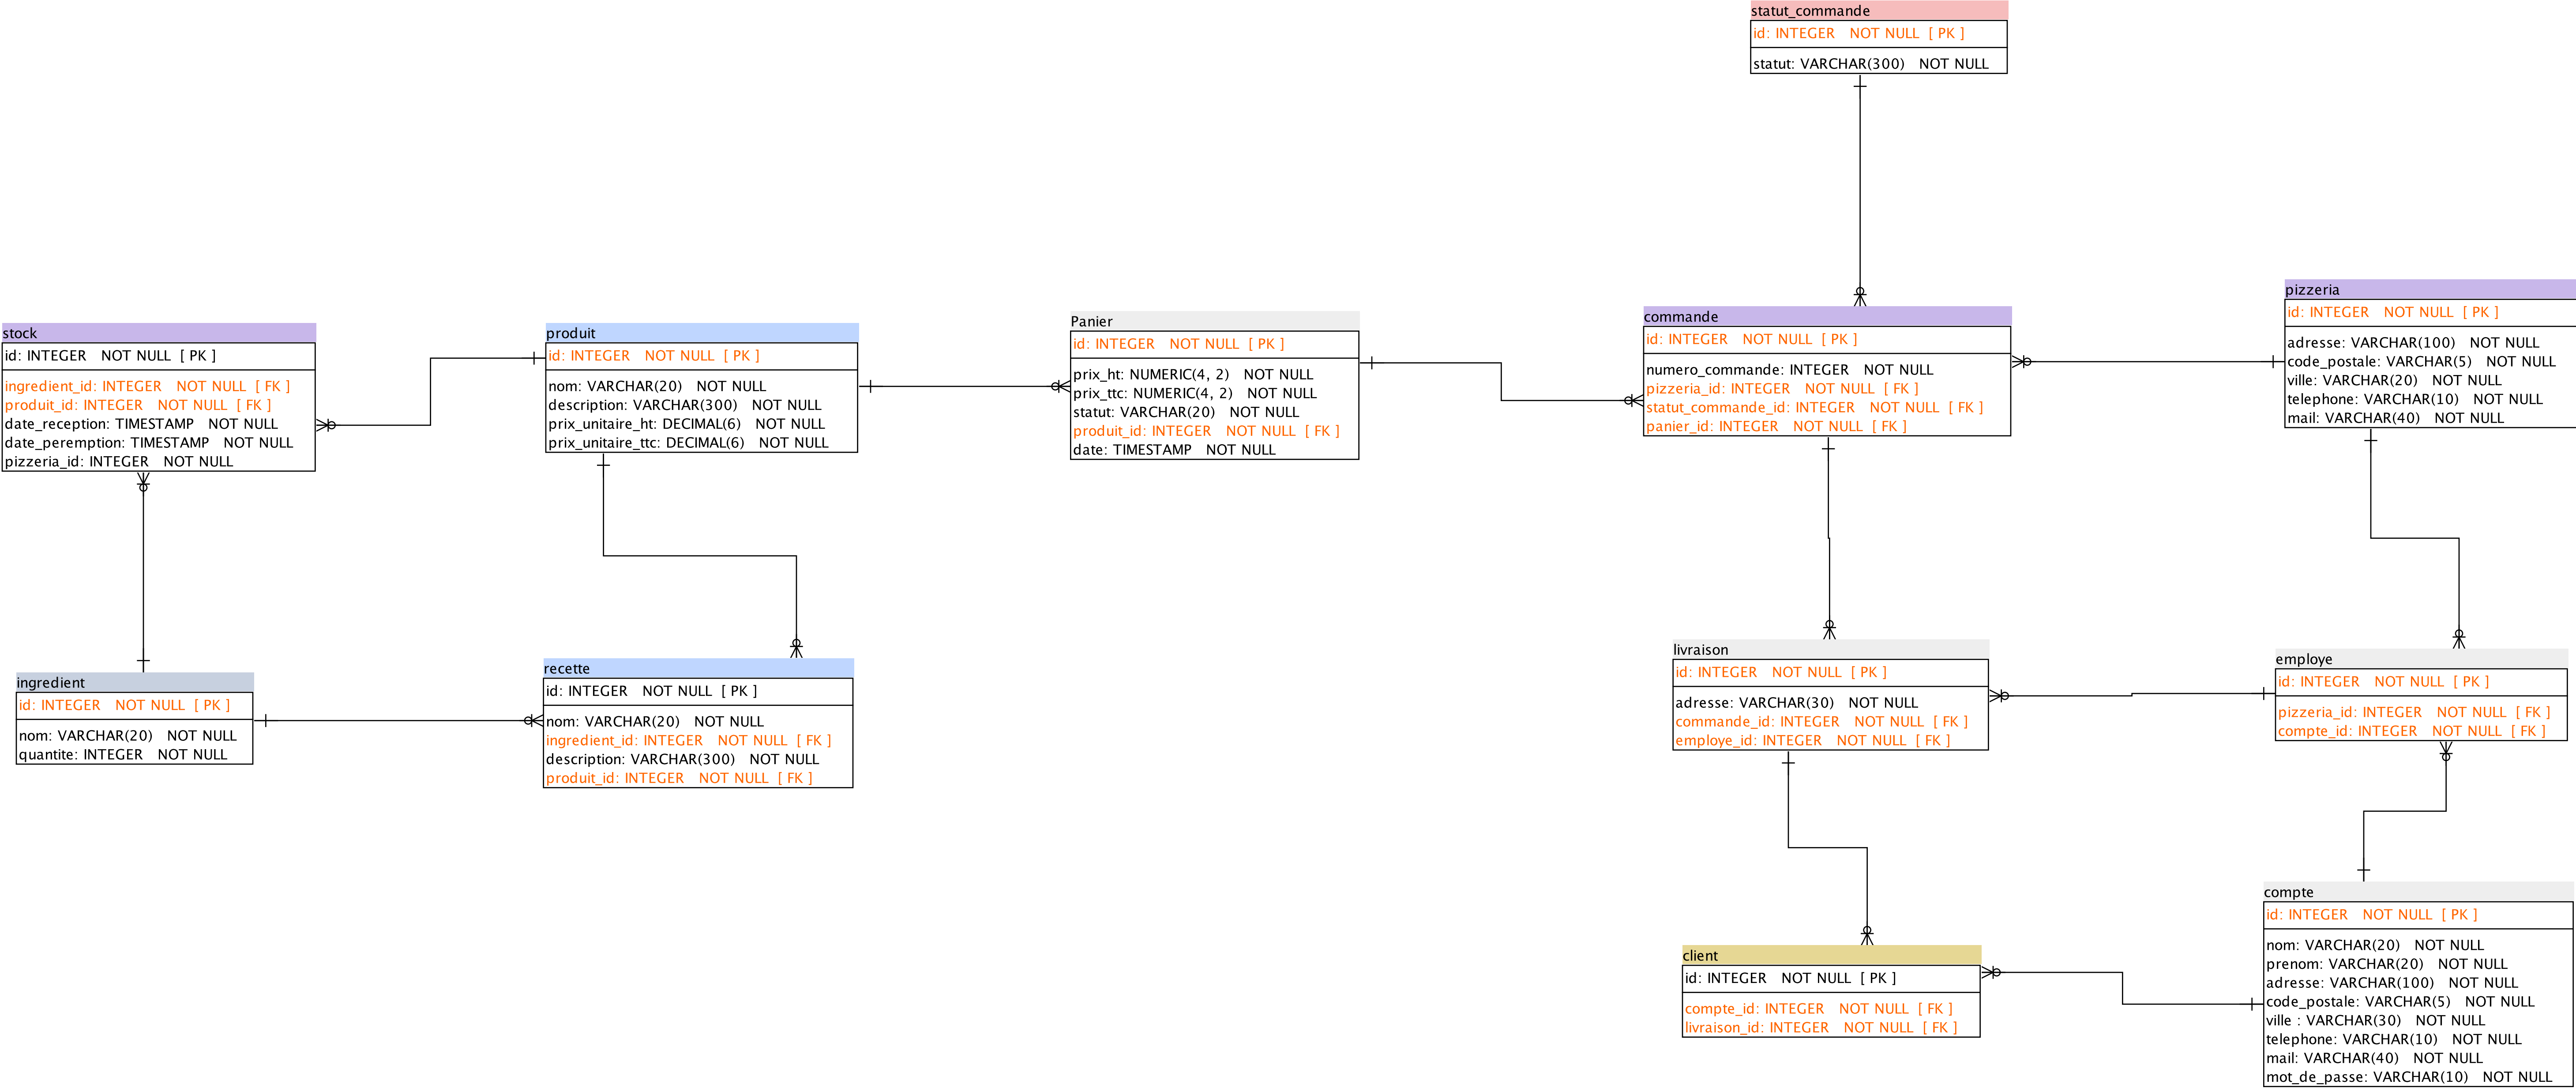 statut_commande
id: INTEGER NOT NULL [ PK ]
statut: VARCHAR(300) NOT NULL
stock
id: INTEGER NOT NULL [ PK ]
ingredient_id: INTEGER NOT NULL [ FK ]
produit_id: INTEGER NOT NULL [ FK ]
date_reception: TIMESTAMP NOT NULL
date_peremption: TIMESTAMP NOT NULL
pizzeria_id: INTEGER NOT NULL
produit
id: INTEGER NOT NULL [ PK ]
nom: VARCHAR(20) NOT NULL
description: VARCHAR(300) NOT NULL
prix_unitaire_ht: DECIMAL(6) NOT NULL
prix_unitaire_ttc: DECIMAL(6) NOT NULL
Panier
id: INTEGER NOT NULL [ PK ]
prix_ht: NUMERIC(4, 2) NOT NULL
prix_ttc: NUMERIC(4, 2) NOT NULL
statut: VARCHAR(20) NOT NULL
produit_id: INTEGER NOT NULL [ FK ]
date: TIMESTAMP NOT NULL
commande
id: INTEGER NOT NULL [ PK ]
numero_commande: INTEGER NOT NULL
pizzeria_id: INTEGER NOT NULL [ FK ]
statut_commande_id: INTEGER NOT NULL [ FK ]
panier_id: INTEGER NOT NULL [ FK ]
pizzeria
id: INTEGER NOT NULL [ PK ]
adresse: VARCHAR(100) NOT NULL
code_postale: VARCHAR(5) NOT NULL
ville: VARCHAR(20) NOT NULL
telephone: VARCHAR(10) NOT NULL
mail: VARCHAR(40) NOT NULL
ingredient
id: INTEGER NOT NULL [ PK ]
nom: VARCHAR(20) NOT NULL
quantite: INTEGER NOT NULL
recette
id: INTEGER NOT NULL [ PK ]
nom: VARCHAR(20) NOT NULL
ingredient_id: INTEGER NOT NULL [ FK ]
description: VARCHAR(300) NOT NULL
produit_id: INTEGER NOT NULL [ FK ]
livraison
id: INTEGER NOT NULL [ PK ]
adresse: VARCHAR(30) NOT NULL
commande_id: INTEGER NOT NULL [ FK ]
employe_id: INTEGER NOT NULL [ FK ]
employe
id: INTEGER NOT NULL [ PK ]
pizzeria_id: INTEGER NOT NULL [ FK ]
compte_id: INTEGER NOT NULL [ FK ]
client
id: INTEGER NOT NULL [ PK ]
compte_id: INTEGER NOT NULL [ FK ]
livraison_id: INTEGER NOT NULL [ FK ]
compte
id: INTEGER NOT NULL [ PK ]
nom: VARCHAR(20) NOT NULL
prenom: VARCHAR(20) NOT NULL
adresse: VARCHAR(100) NOT NULL
code_postale: VARCHAR(5) NOT NULL
ville : VARCHAR(30) NOT NULL
telephone: VARCHAR(10) NOT NULL
mail: VARCHAR(40) NOT NULL
mot_de_passe: VARCHAR(10) NOT NULL